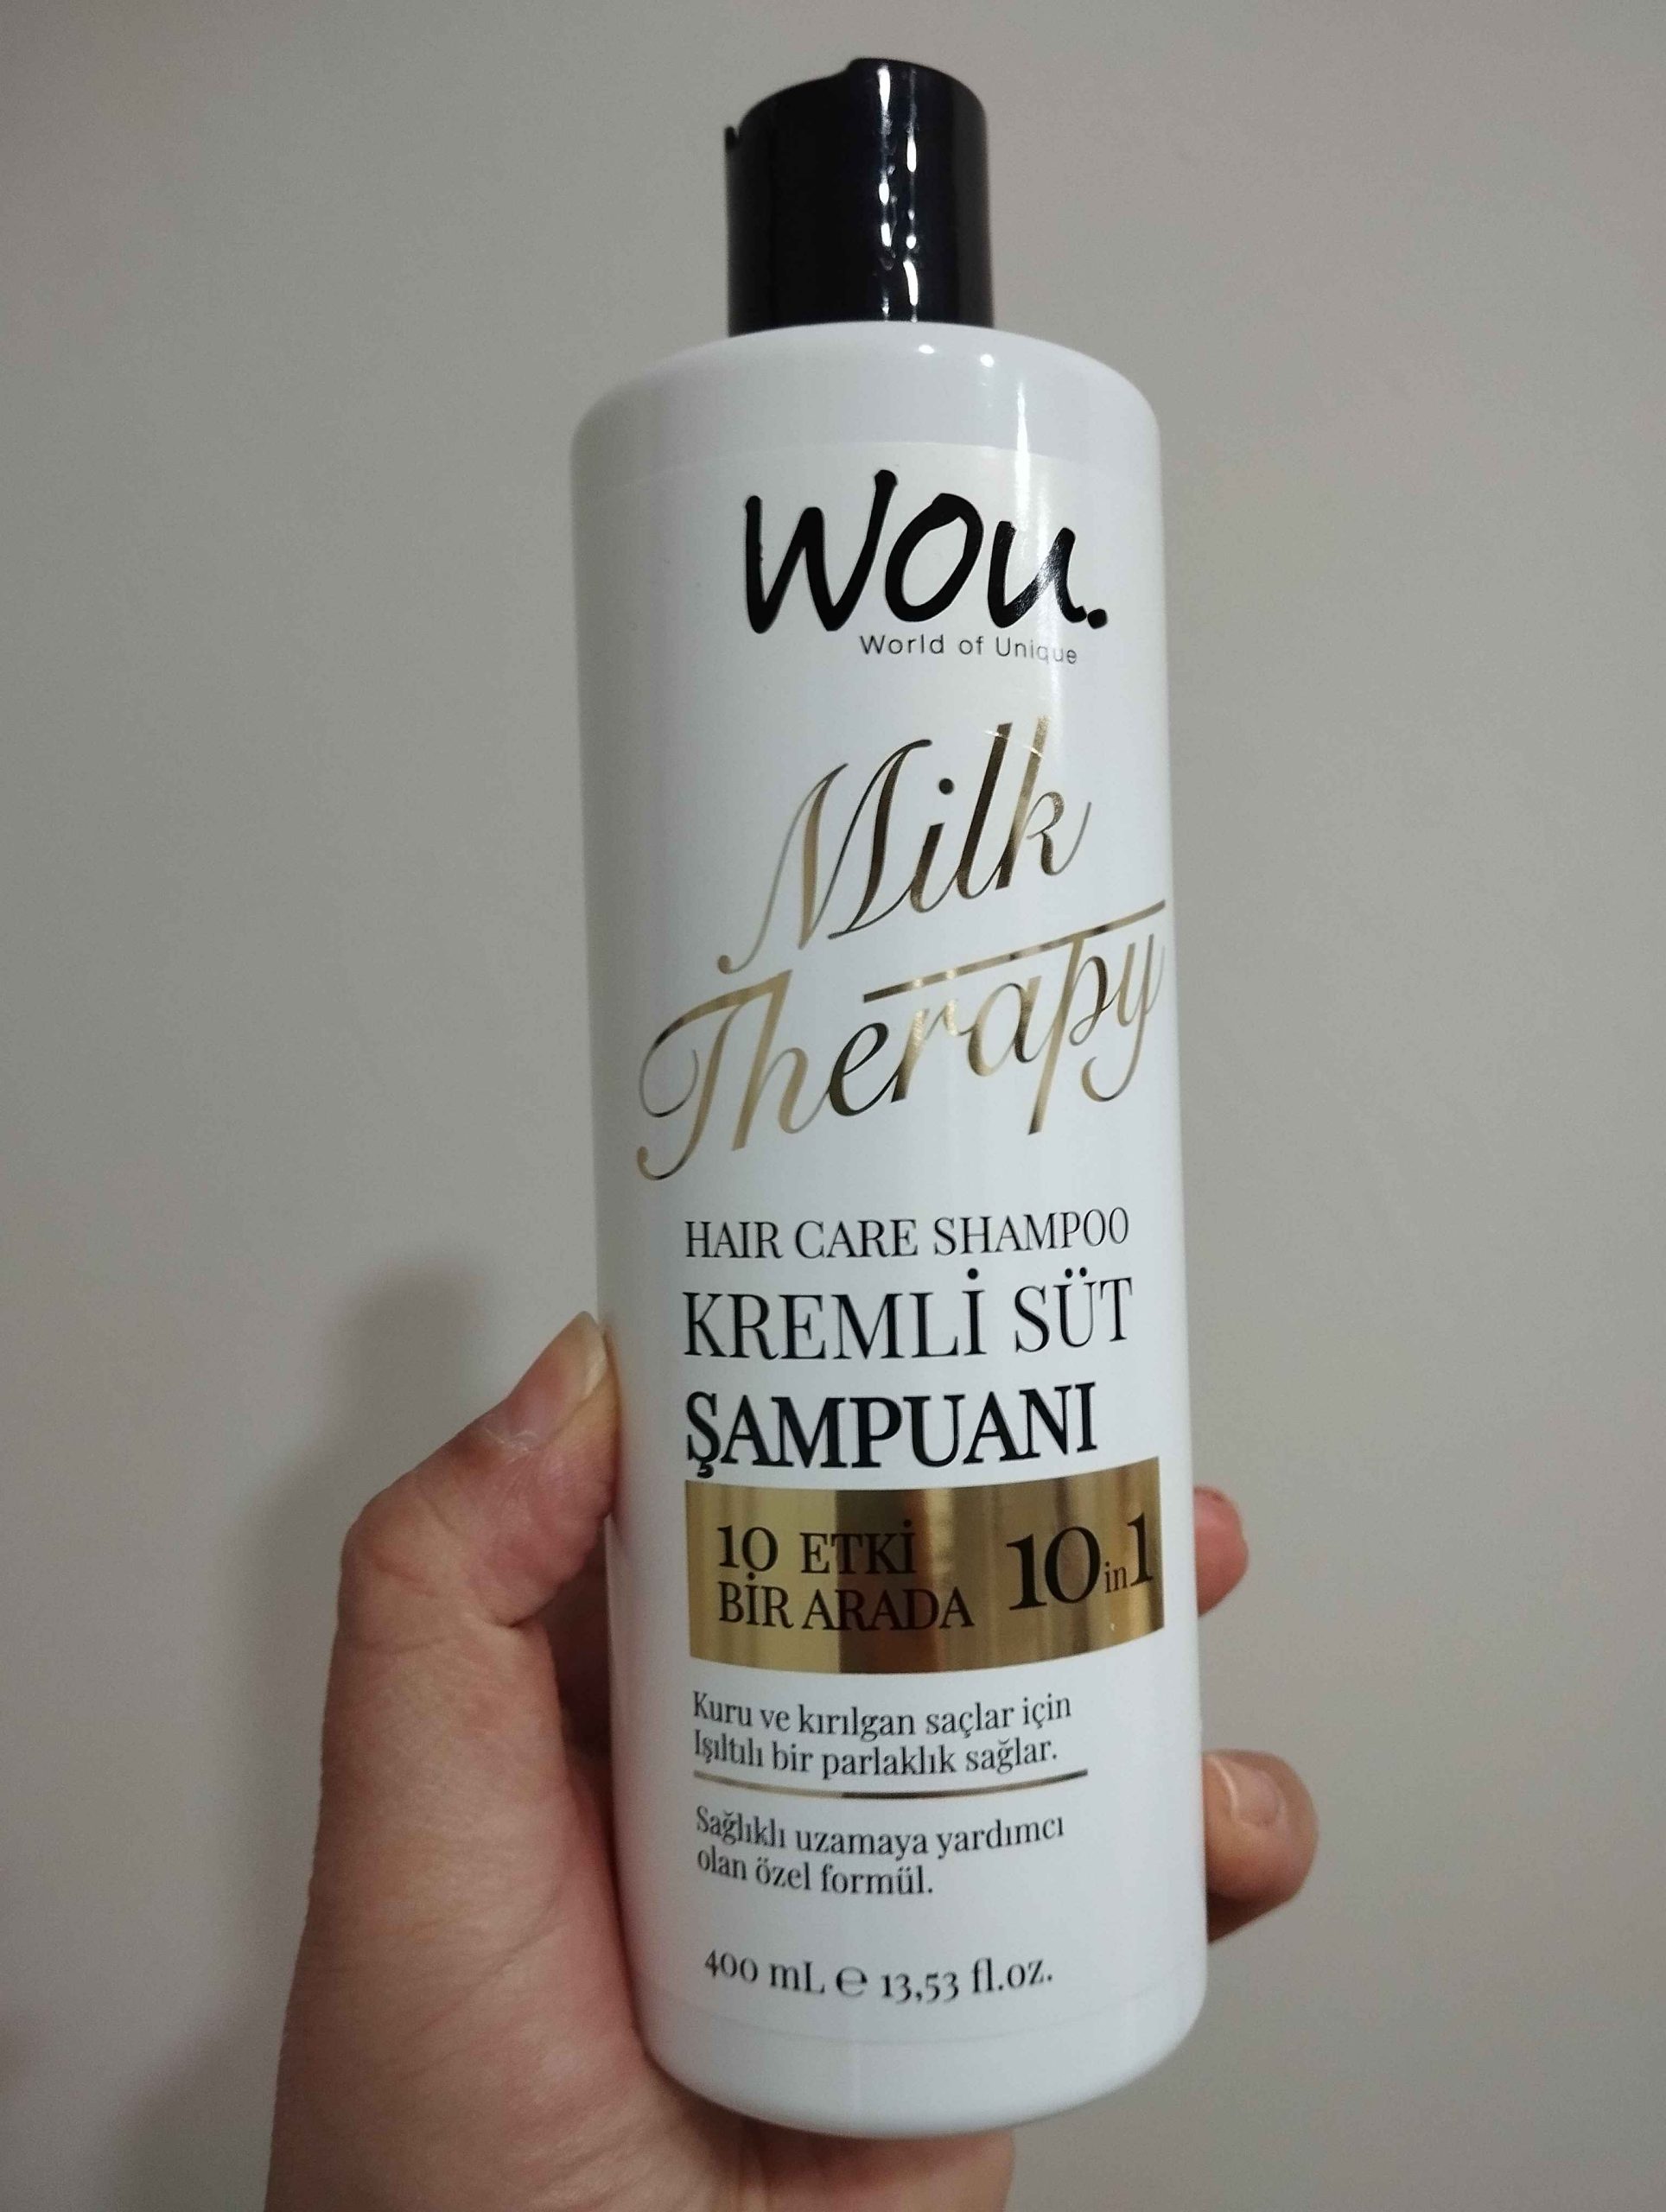 WOU.
World of Unique
Milk
Therapy
HAIR CARE SHAMPOO
KREMLİ SÜT
ŞAMPUANI
10 ETKİ
BİR ARADA
10in1
Kuru ve kırılgan saçlar için
Işıltılı bir parlaklık sağlar.
Sağlıklı uzamaya yardımcı
olan özel formül.
400 mL ℮ 13,53 fl.oz.